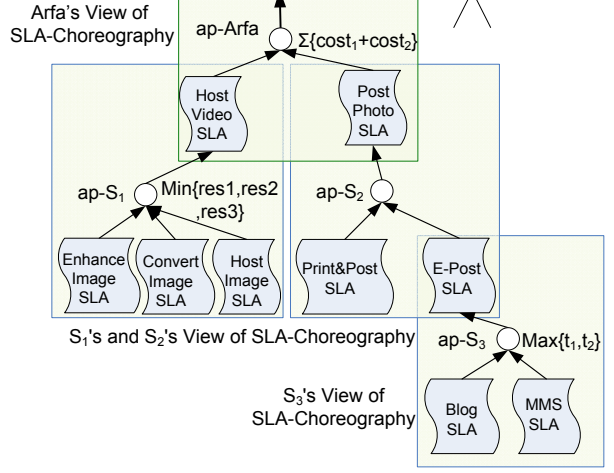 Arfa's View of
SLA-Choreography
ap-Arfa
Σ{cost₁+cost₂}
Host
Video
SLA
Post
Photo
SLA
ap-S₁
Min{res1,res2
,res3}
ap-S₂
Enhance
Image
SLA
Convert
Image
SLA
Host
Image
SLA
Print&Post
SLA
E-Post
SLA
S₁'s and S₂'s View of SLA-Choreography
ap-S₃
Max{t₁,t₂}
S₃'s View of
SLA-Choreography
Blog
SLA
MMS
SLA